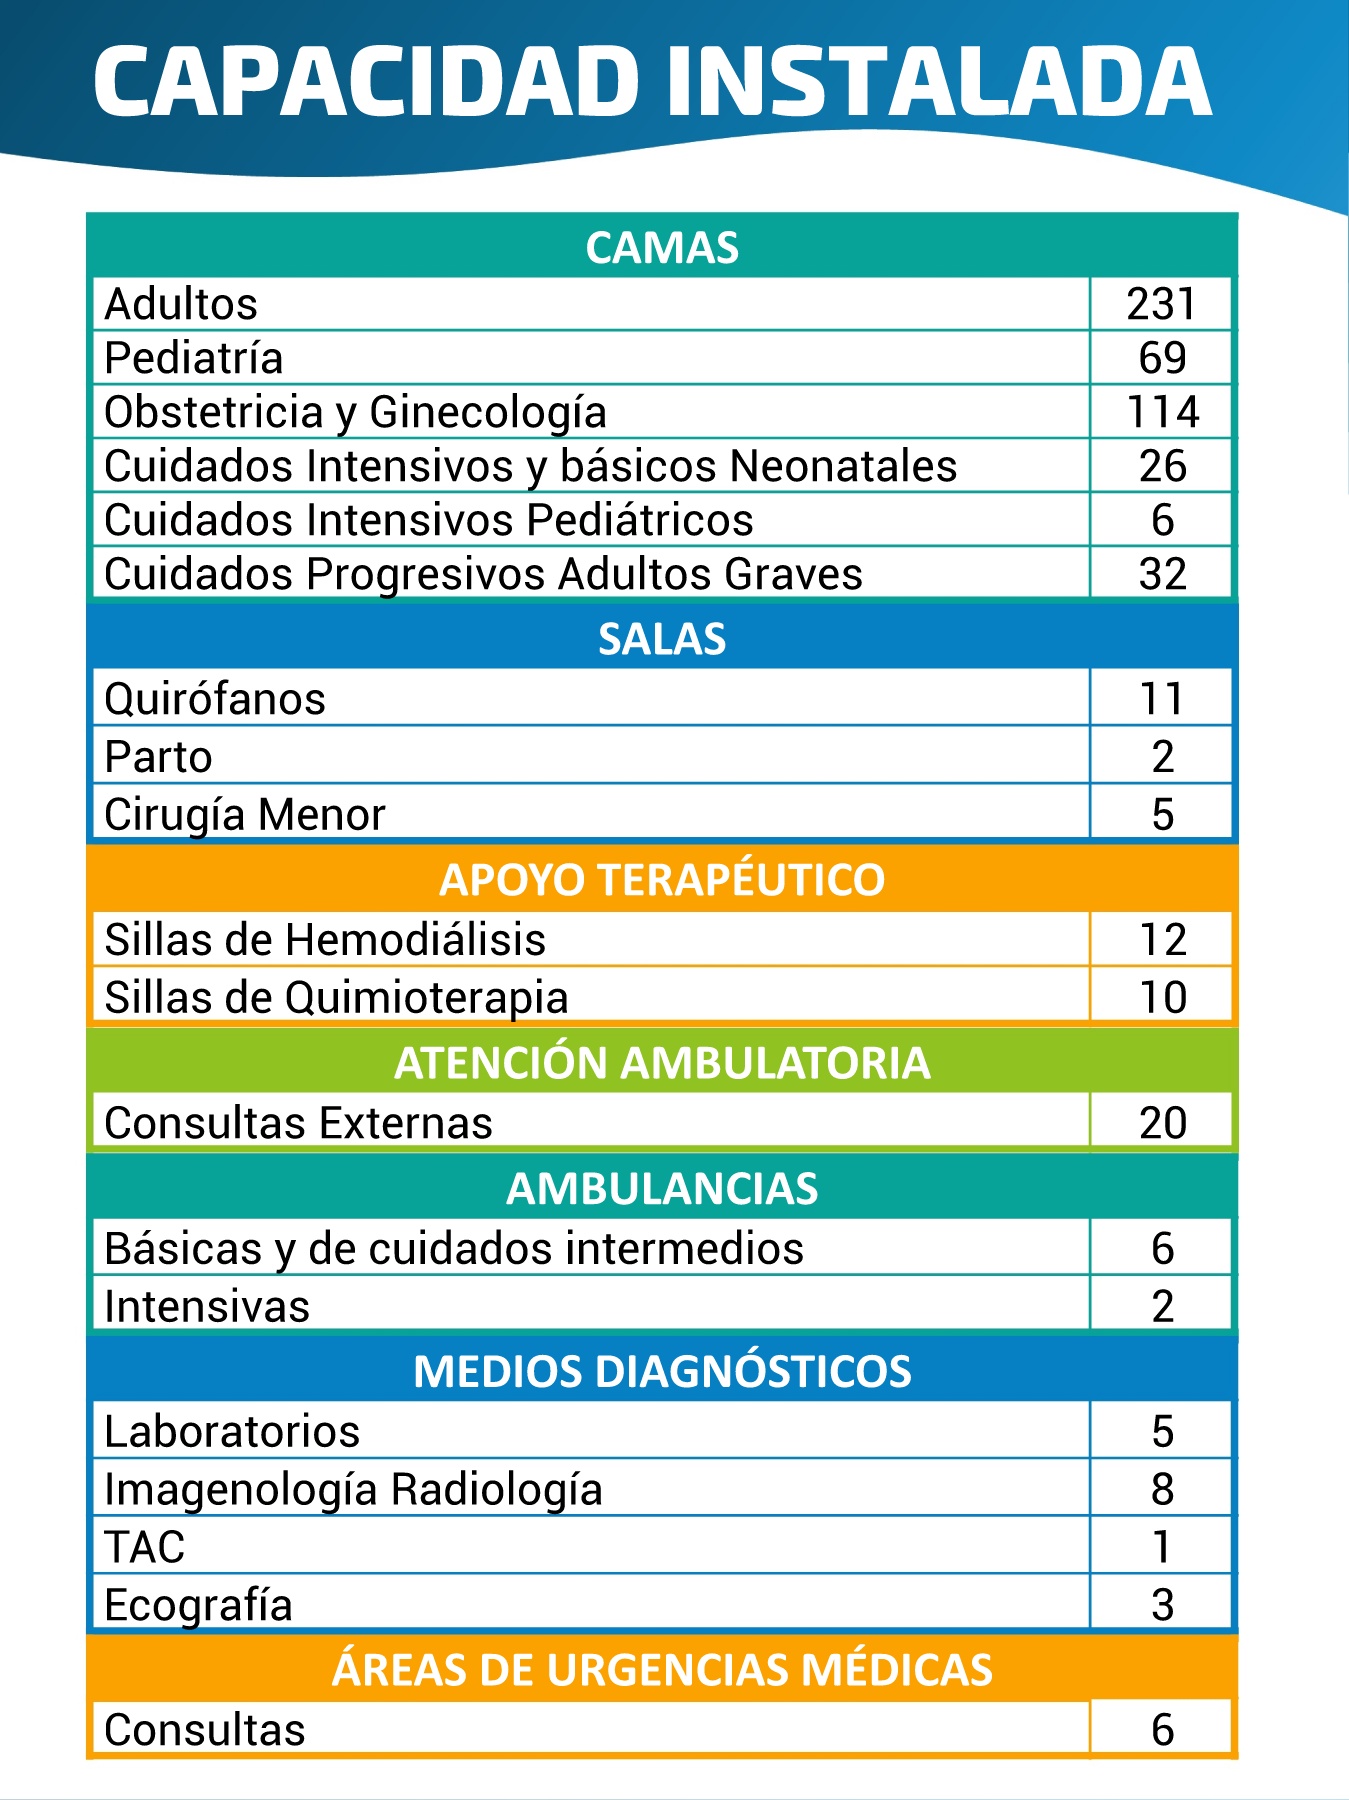 CAPACIDAD INSTALADA
CAMAS
Adultos 231
Pediatría 69
Obstetricia y Ginecología 114
Cuidados Intensivos y básicos Neonatales 26
Cuidados Intensivos Pediátricos 6
Cuidados Progresivos Adultos Graves 32
SALAS
Quirófanos 11
Parto 2
Cirugía Menor 5
APOYO TERAPÉUTICO
Sillas de Hemodiálisis 12
Sillas de Quimioterapia 10
ATENCIÓN AMBULATORIA
Consultas Externas 20
AMBULANCIAS
Básicas y de cuidados intermedios 6
Intensivas 2
MEDIOS DIAGNÓSTICOS
Laboratorios 5
Imagenología Radiología 8
TAC 1
Ecografía 3
ÁREAS DE URGENCIAS MÉDICAS
Consultas 6